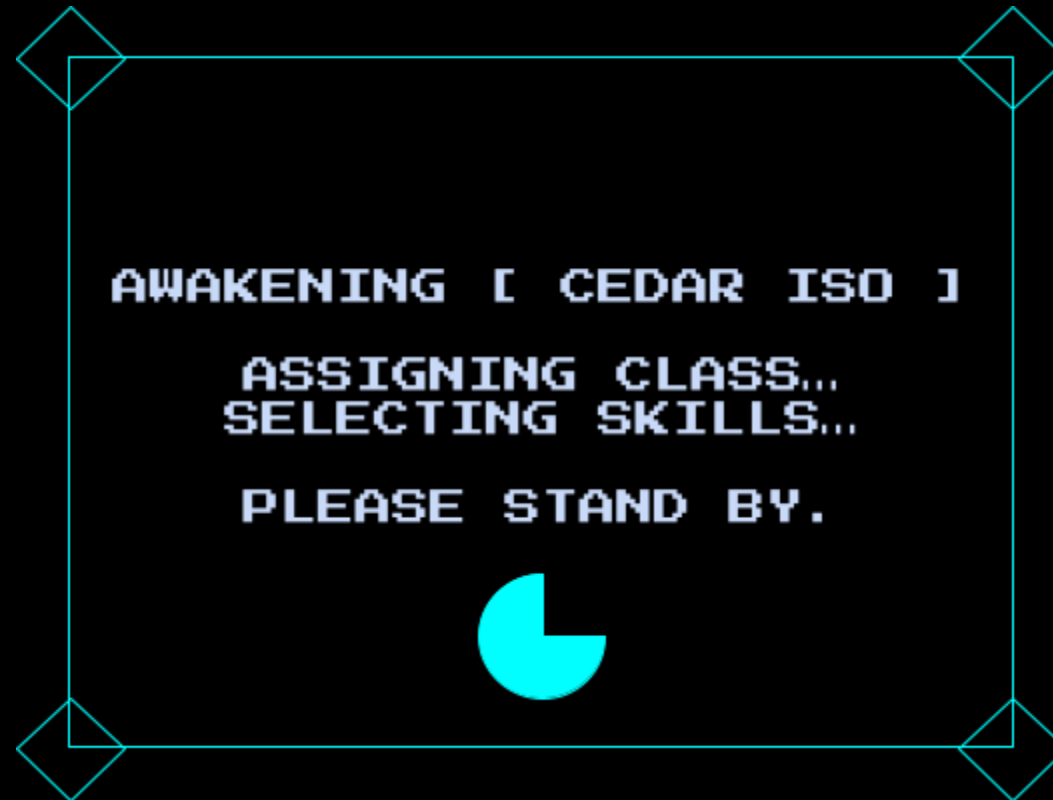 AWAKENING [ CEDAR ISO ]
ASSIGNING CLASS…
SELECTING SKILLS…
PLEASE STAND BY.